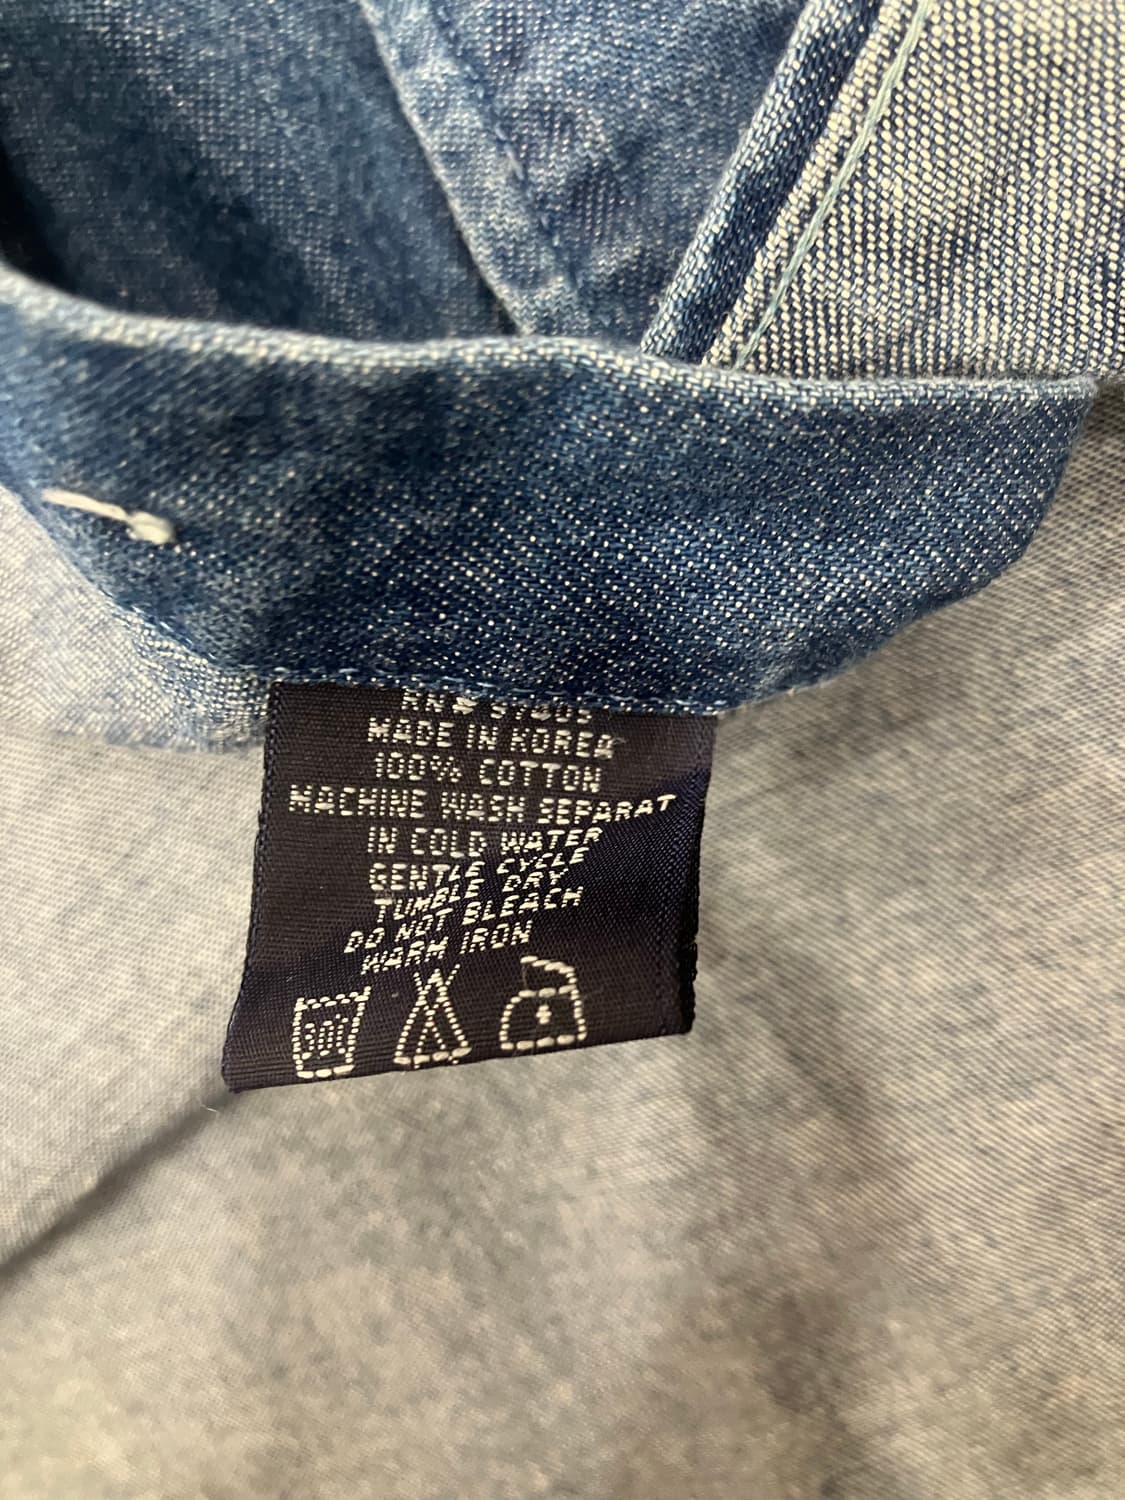 MADE IN KOREA
100% COTTON
MACHINE WASH SEPARAT
IN COLD WATER
GENTLE CYCLE
TUMBLE DRY
DO NOT BLEACH
WARM IRON